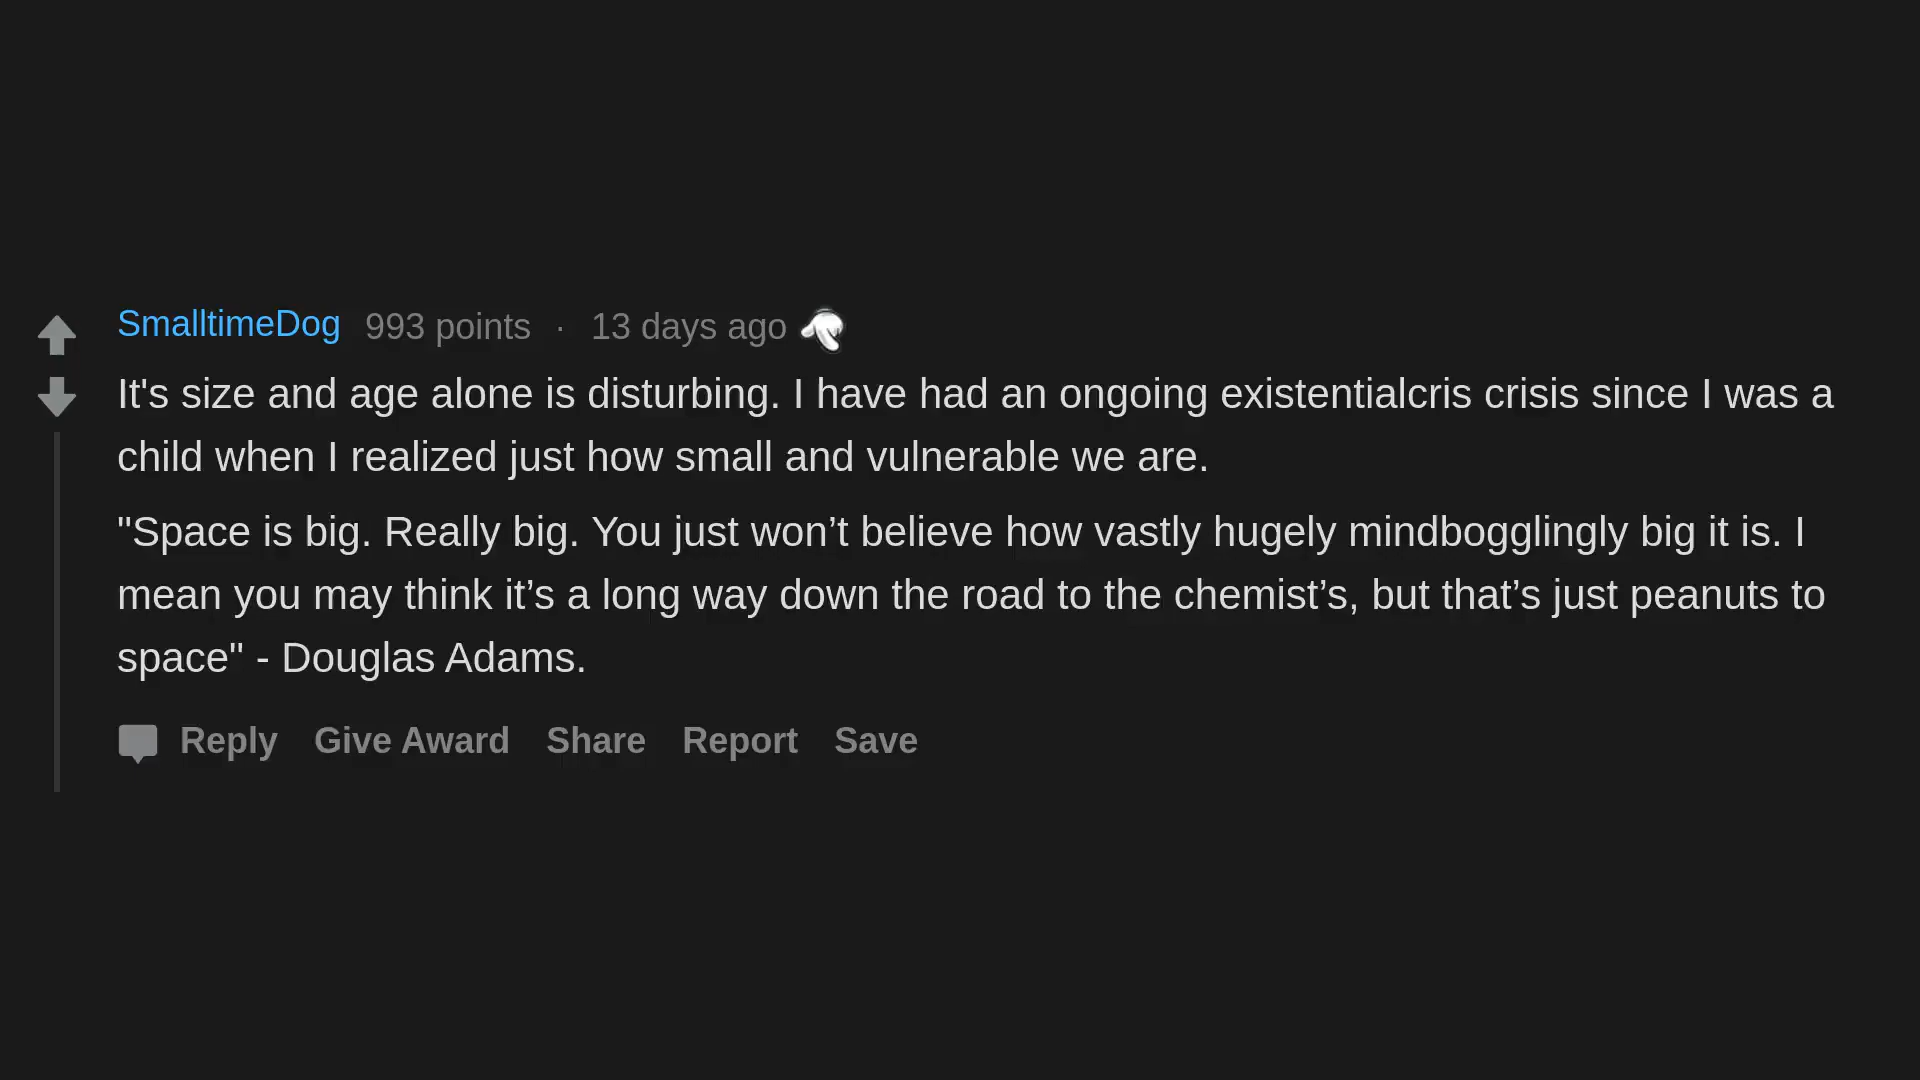 SmalltimeDog 993 points · 13 days ago
It's size and age alone is disturbing. I have had an ongoing existentialcris crisis since I was a
child when I realized just how small and vulnerable we are.
"Space is big. Really big. You just won’t believe how vastly hugely mindbogglingly big it is. I
mean you may think it’s a long way down the road to the chemist’s, but that’s just peanuts to
space" - Douglas Adams.
Reply Give Award Share Report Save